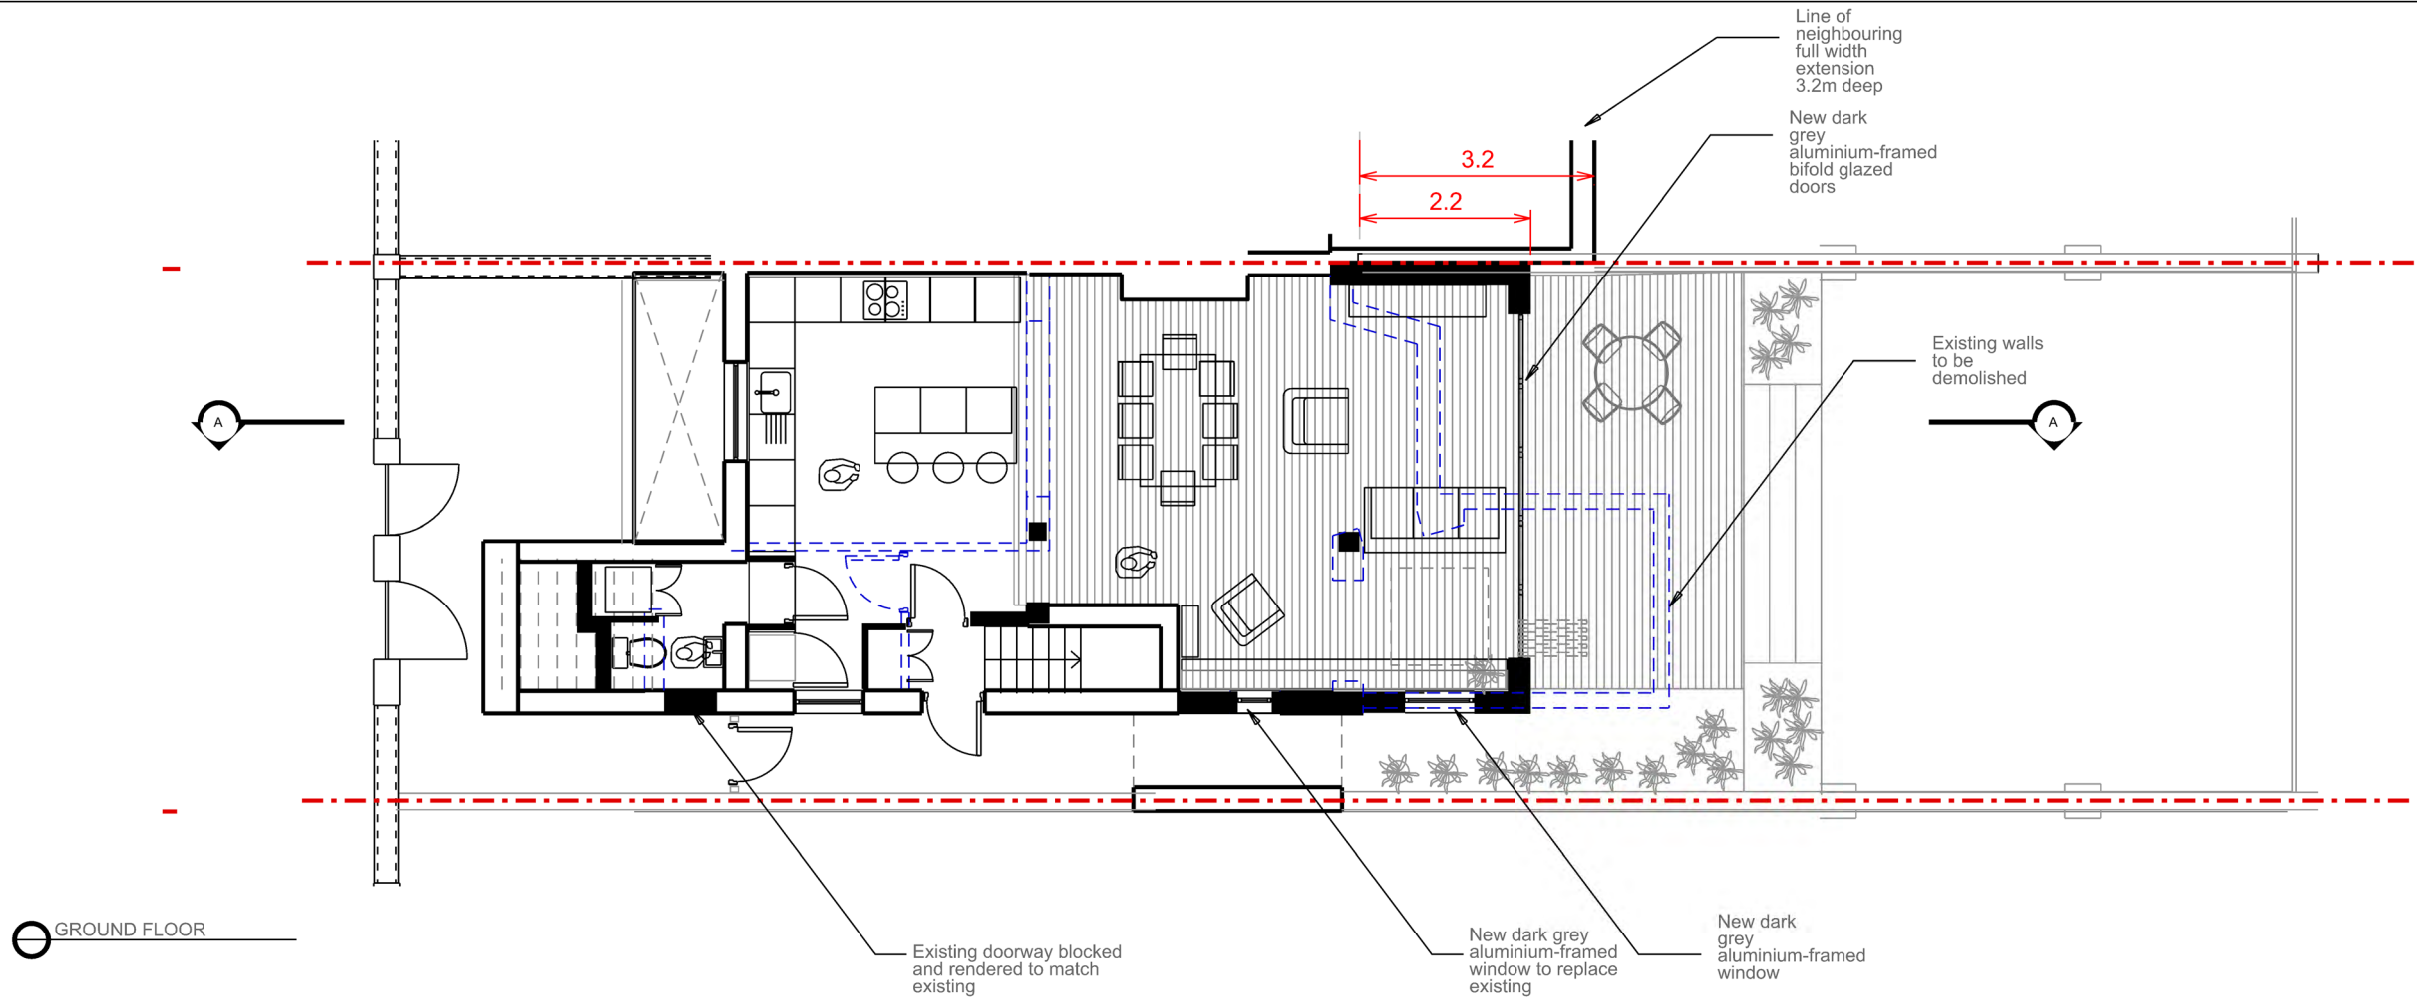 Line of
neighbouring
full width
extension
3.2m deep
New dark
grey
aluminium-framed
bifold glazed
doors
3.2
2.2
Existing walls
to be
demolished
A
A
GROUND FLOOR
Existing doorway blocked
and rendered to match
existing
New dark grey
aluminium-framed
window to replace
existing
New dark
grey
aluminium-framed
window